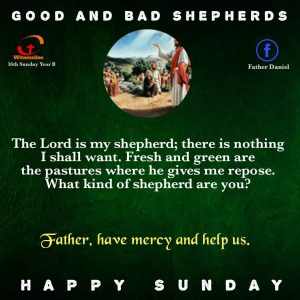 GOOD AND BAD SHEPHERDS
Witnessline
16th Sunday Year B
f
Father Daniel
The Lord is my shepherd; there is nothing
I shall want. Fresh and green are
the pastures where he gives me repose.
What kind of shepherd are you?
Father, have mercy and help us.
HAPPY SUNDAY